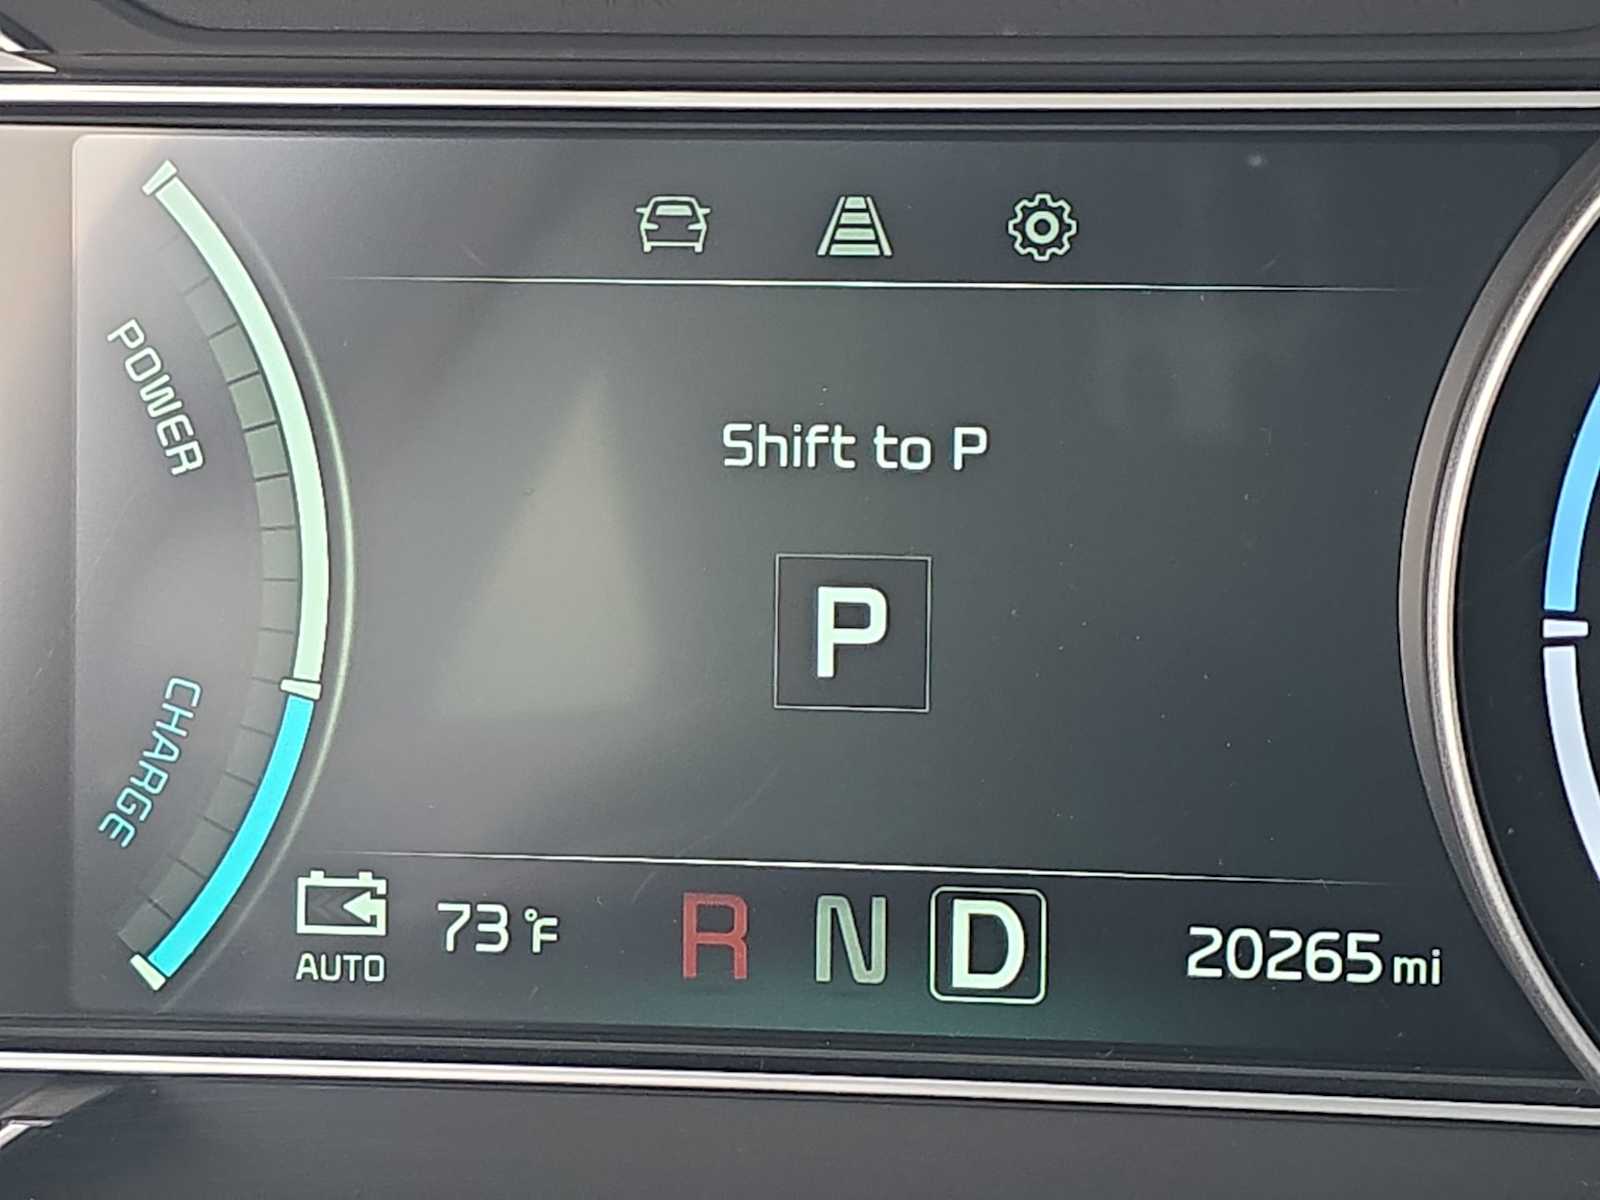 Shift to P
P
POWER
CHARGE
AUTO
73 °F
R N D
20265 mi